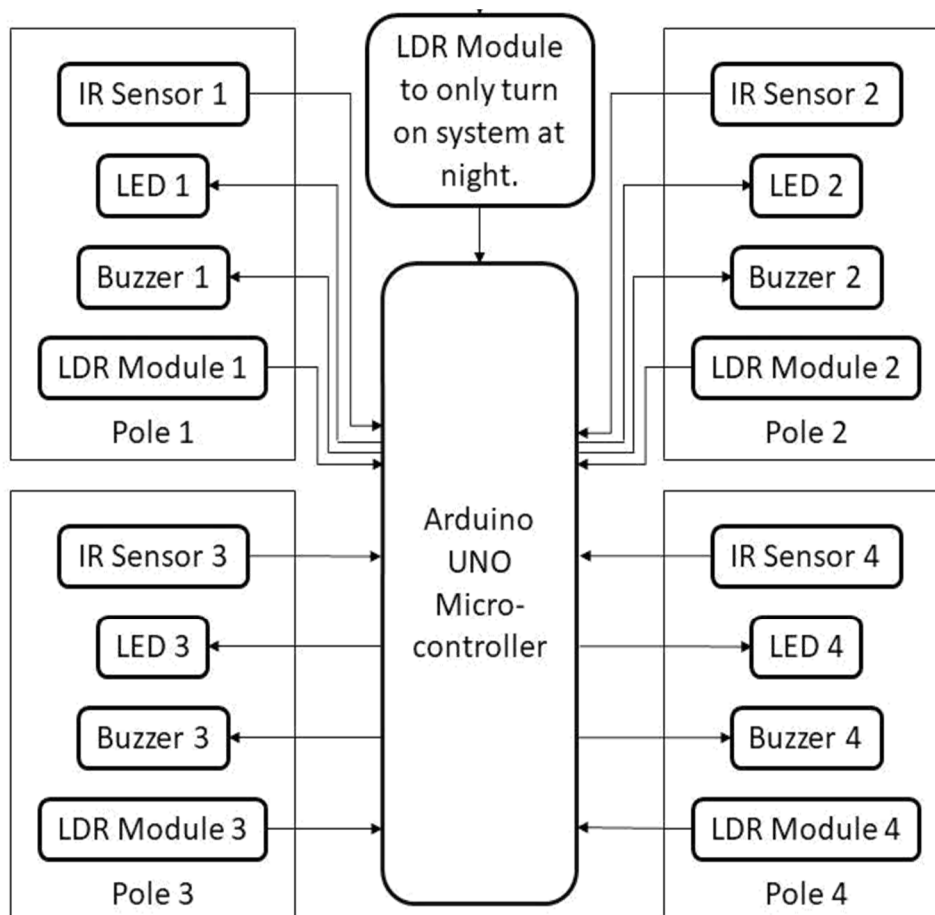 LDR Module
to only turn
on system at
night.
IR Sensor 1
LED 1
Buzzer 1
LDR Module 1
Pole 1
IR Sensor 2
LED 2
Buzzer 2
LDR Module 2
Pole 2
Arduino
UNO
Micro-
controller
IR Sensor 3
LED 3
Buzzer 3
LDR Module 3
Pole 3
IR Sensor 4
LED 4
Buzzer 4
LDR Module 4
Pole 4